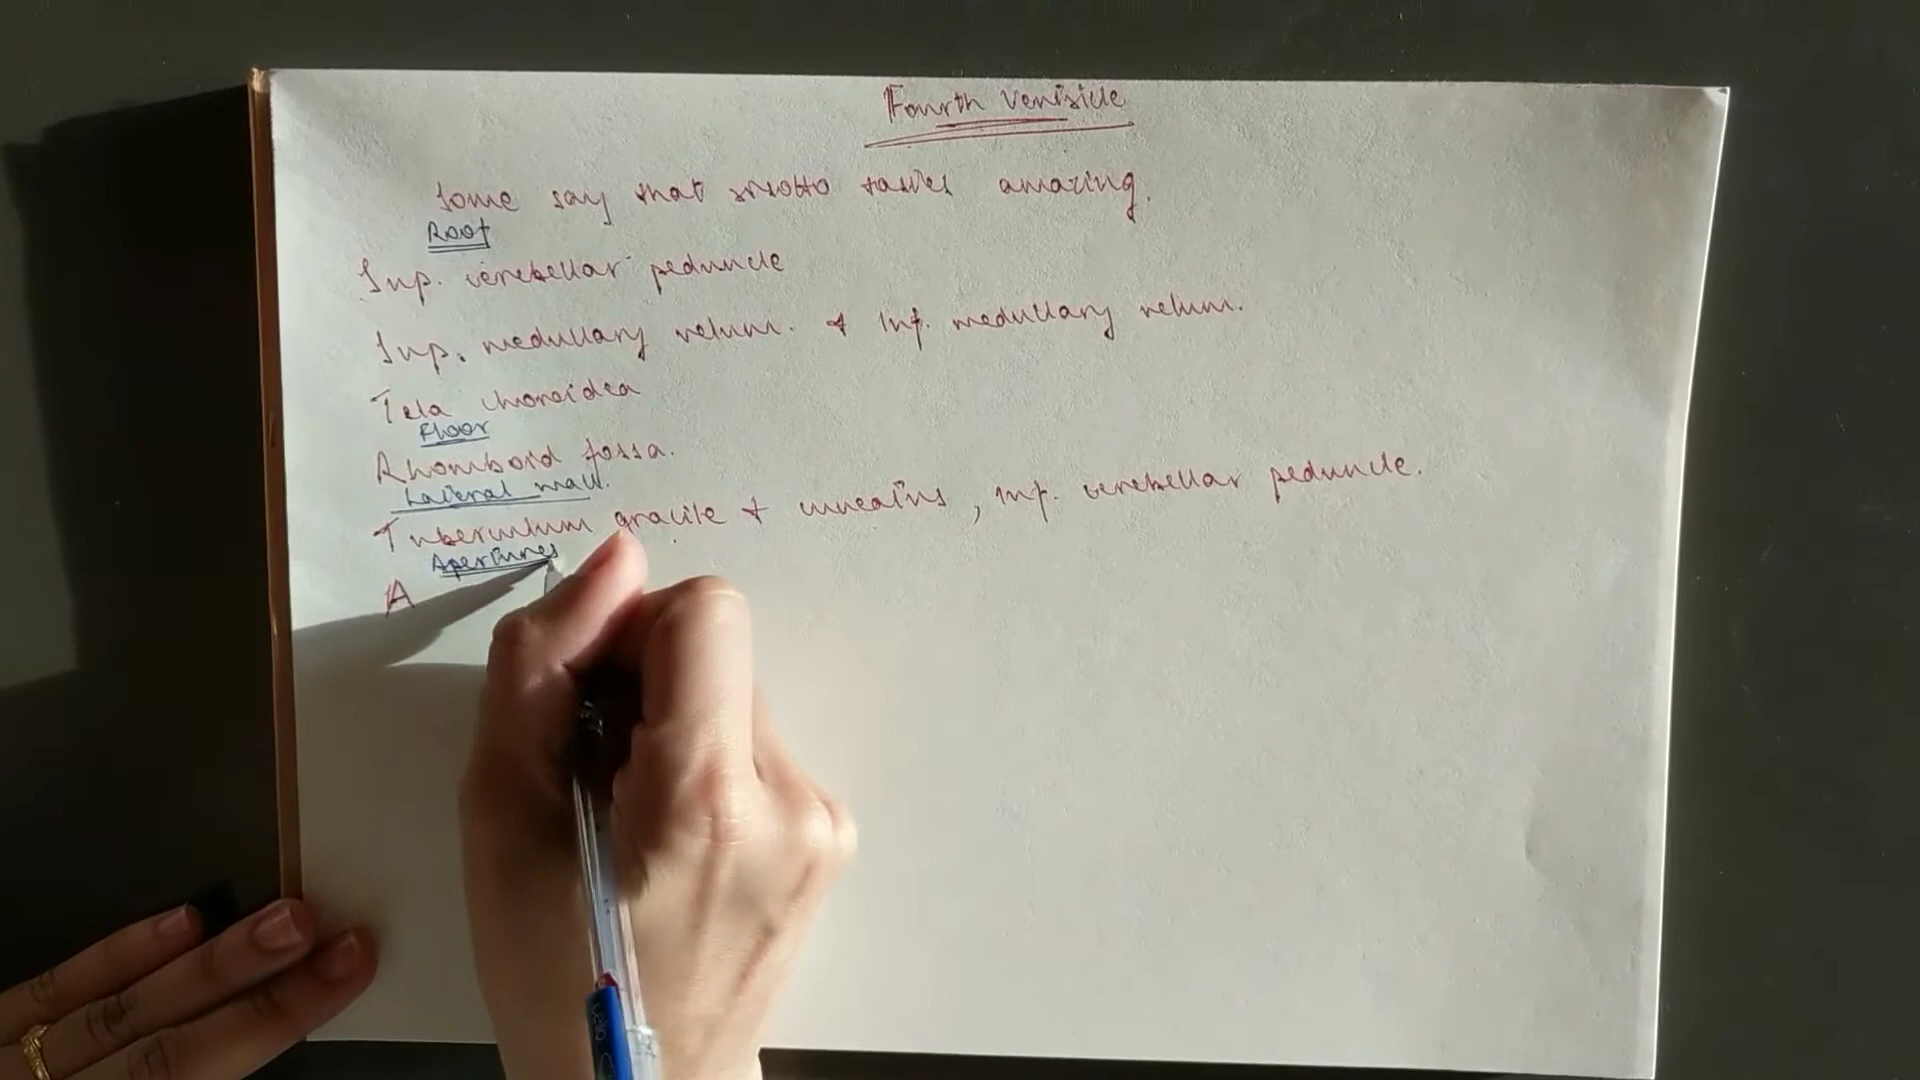 Fourth Ventricle
Some say that risotto tastes amazing.
Roof
Sup. cerebellar peduncle
Sup. medullary velum. & Inf. medullary velum.
Tela choroidea
Floor
Rhomboid fossa.
Lateral wall.
Tuberculum gracile & cuneatus, inf. cerebellar peduncle.
Apertures
A